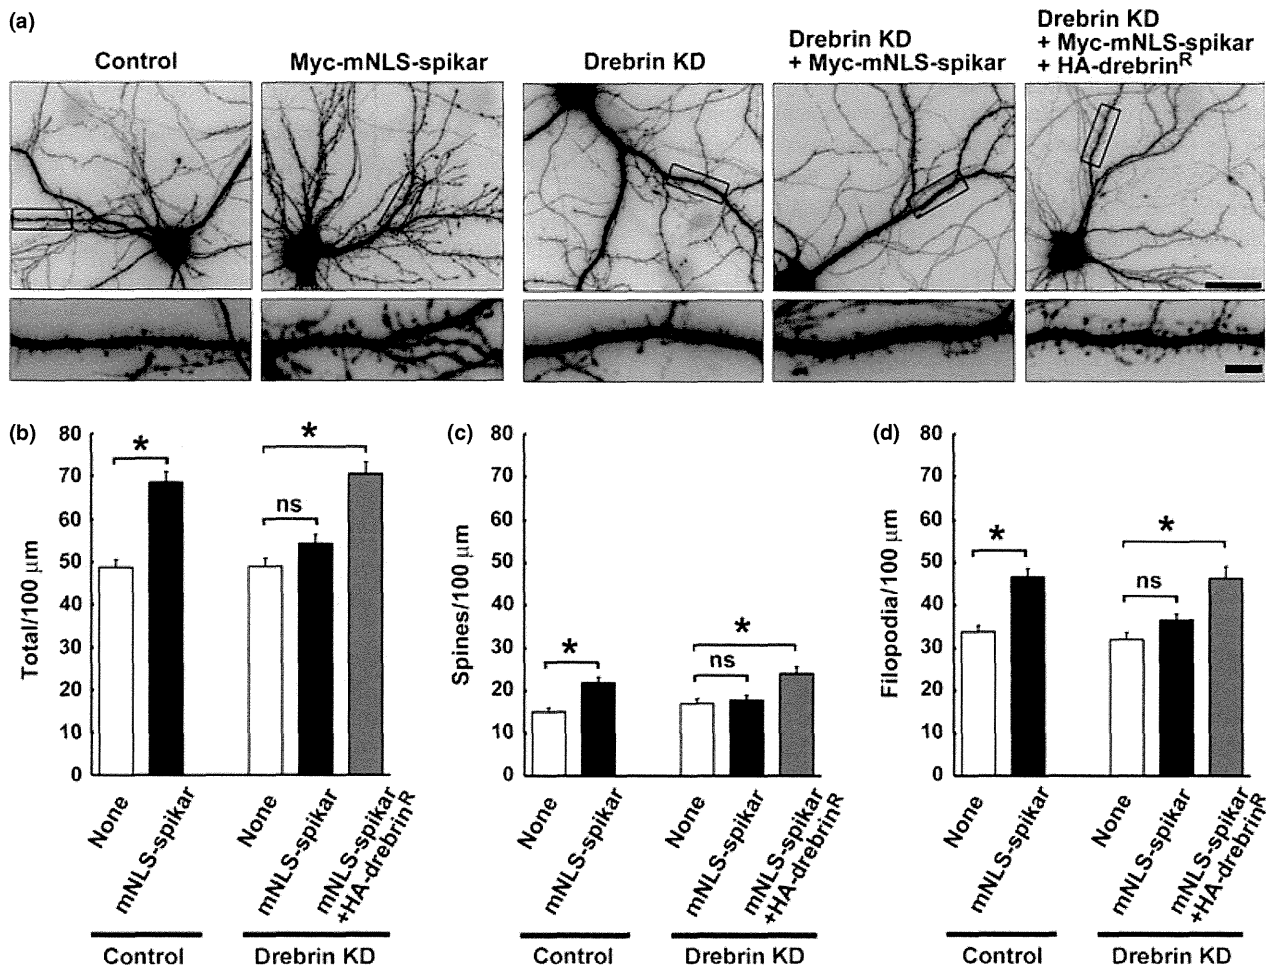 (a)
Control
Myc-mNLS-spikar
Drebrin KD
Drebrin KD
+ Myc-mNLS-spikar
Drebrin KD
+ Myc-mNLS-spikar
+ HA-drebrinR
(b)
80
70
60
50
40
30
20
10
0
Total/100 μm
*
ns
*
None
mNLS-spikar
None
mNLS-spikar
mNLS-spikar
+HA-drebrinR
Control
Drebrin KD
(c)
80
70
60
50
40
30
20
10
0
Spines/100 μm
*
ns
*
None
mNLS-spikar
None
mNLS-spikar
mNLS-spikar
+HA-drebrinR
Control
Drebrin KD
(d)
80
70
60
50
40
30
20
10
0
Filopodia/100 μm
*
ns
*
None
mNLS-spikar
None
mNLS-spikar
mNLS-spikar
+HA-drebrinR
Control
Drebrin KD